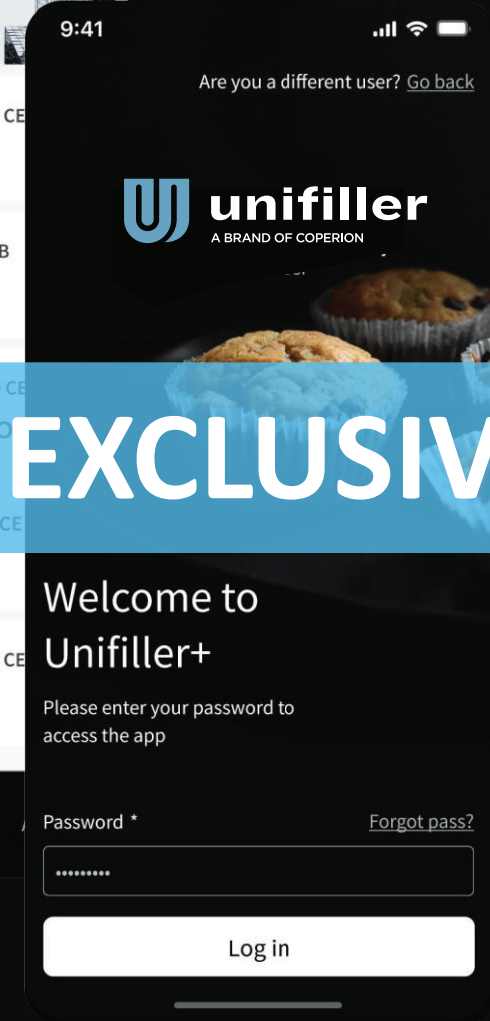 9:41
Are you a different user? Go back
unifiller
A BRAND OF COPERION
CE
B
CE
O
EXCLUSIV
CE
Welcome to
Unifiller+
CE
Please enter your password to
access the app
Password *
Forgot pass?
•••••••••
Log in